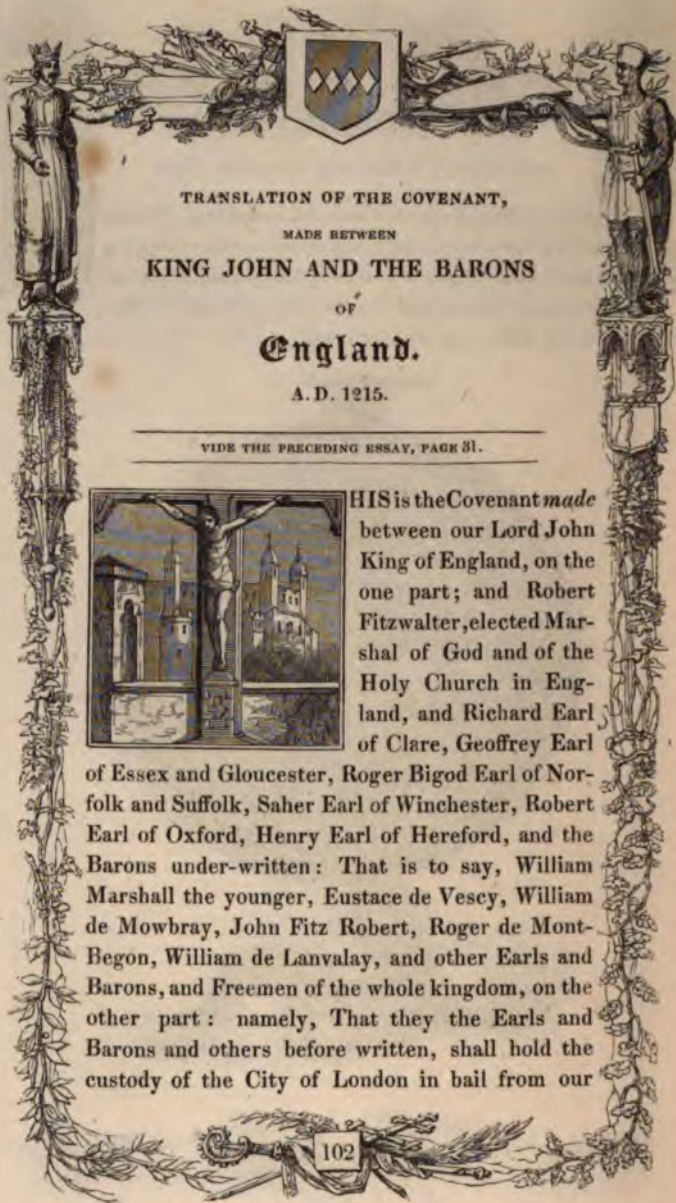 TRANSLATION OF THE COVENANT,
MADE BETWEEN
KING JOHN AND THE BARONS
OF
England.
A.D. 1215.
VIDE THE PRECEDING ESSAY, PAGE 31.
HIS is the Covenant made
between our Lord John
King of England, on the
one part; and Robert
Fitzwalter, elected Mar-
shal of God and of the
Holy Church in Eng-
land, and Richard Earl
of Clare, Geoffrey Earl
of Essex and Gloucester, Roger Bigod Earl of Nor-
folk and Suffolk, Saher Earl of Winchester, Robert
Earl of Oxford, Henry Earl of Hereford, and the
Barons under-written: That is to say, William
Marshall the younger, Eustace de Vescy, William
de Mowbray, John Fitz Robert, Roger de Mont-
Begon, William de Lanvalay, and other Earls and
Barons, and Freemen of the whole kingdom, on the
other part: namely, That they the Earls and
Barons and others before written, shall hold the
custody of the City of London in bail from our
102